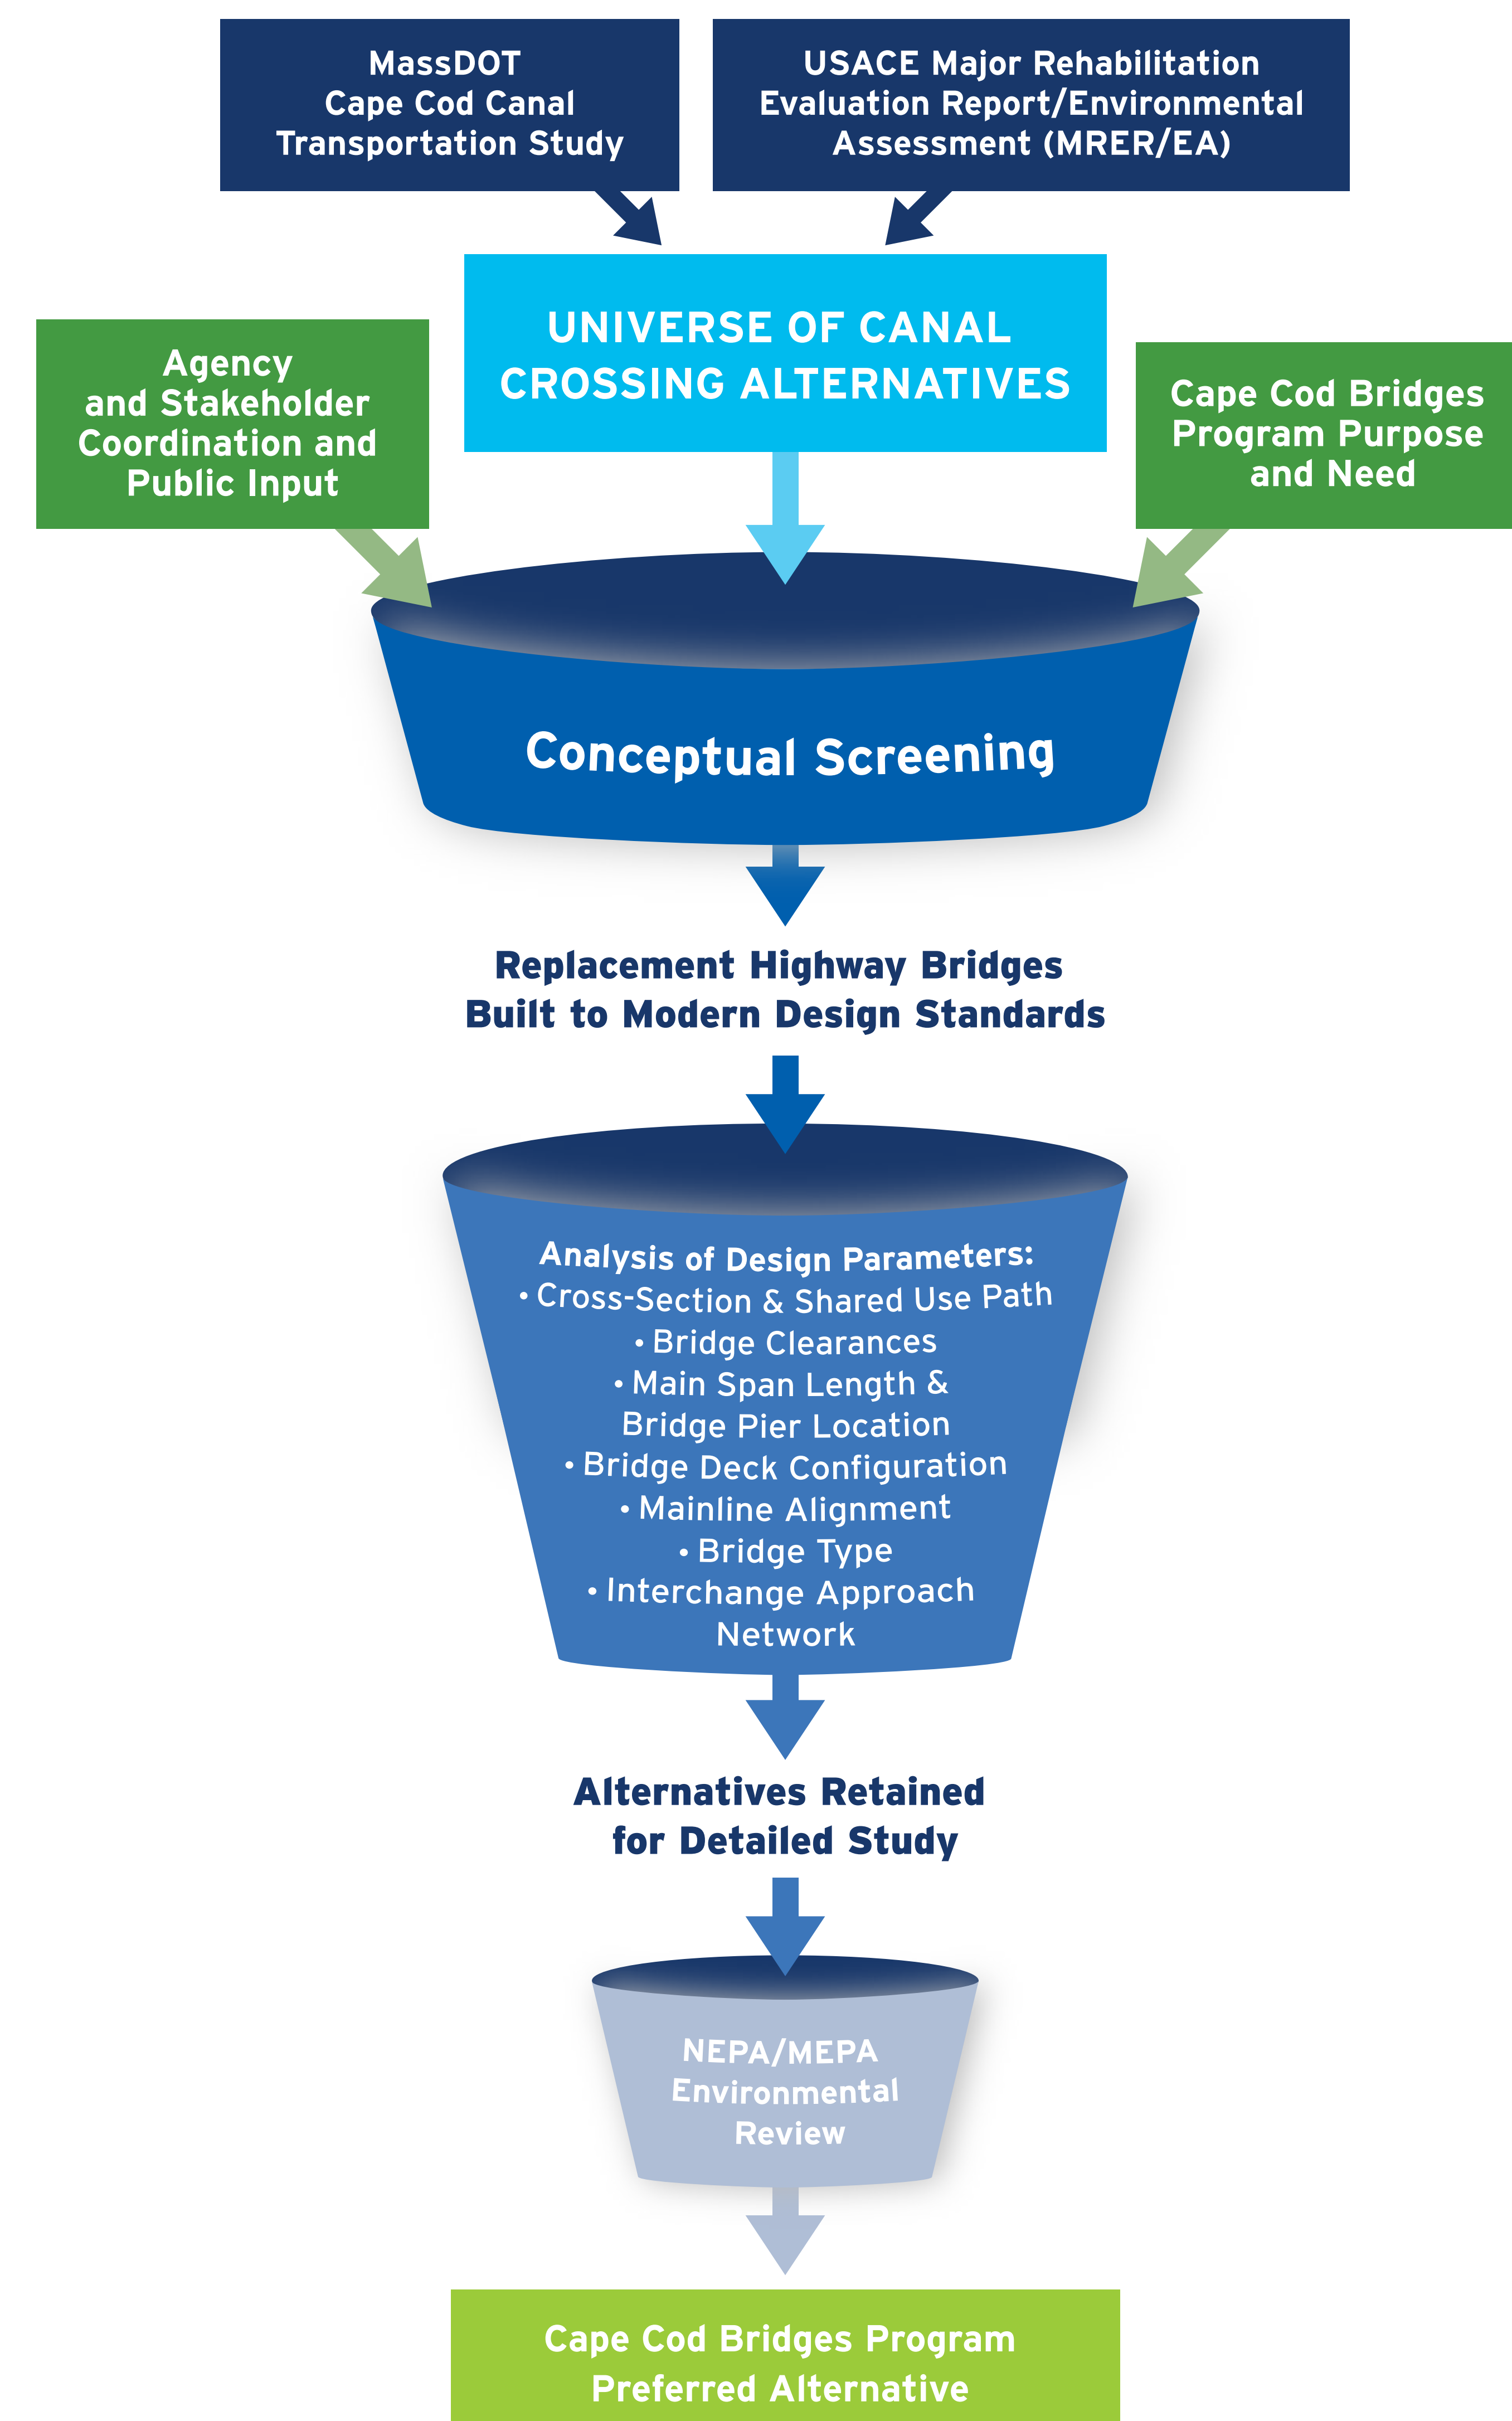 MassDOT
Cape Cod Canal
Transportation Study
USACE Major Rehabilitation
Evaluation Report/Environmental
Assessment (MRER/EA)
UNIVERSE OF CANAL
CROSSING ALTERNATIVES
Agency
and Stakeholder
Coordination and
Public Input
Cape Cod Bridges
Program Purpose
and Need
Conceptual Screening
Replacement Highway Bridges
Built to Modern Design Standards
Analysis of Design Parameters:
• Cross-Section & Shared Use Path
• Bridge Clearances
• Main Span Length &
Bridge Pier Location
• Bridge Deck Configuration
• Mainline Alignment
• Bridge Type
• Interchange Approach
Network
Alternatives Retained
for Detailed Study
NEPA/MEPA
Environmental
Review
Cape Cod Bridges Program
Preferred Alternative